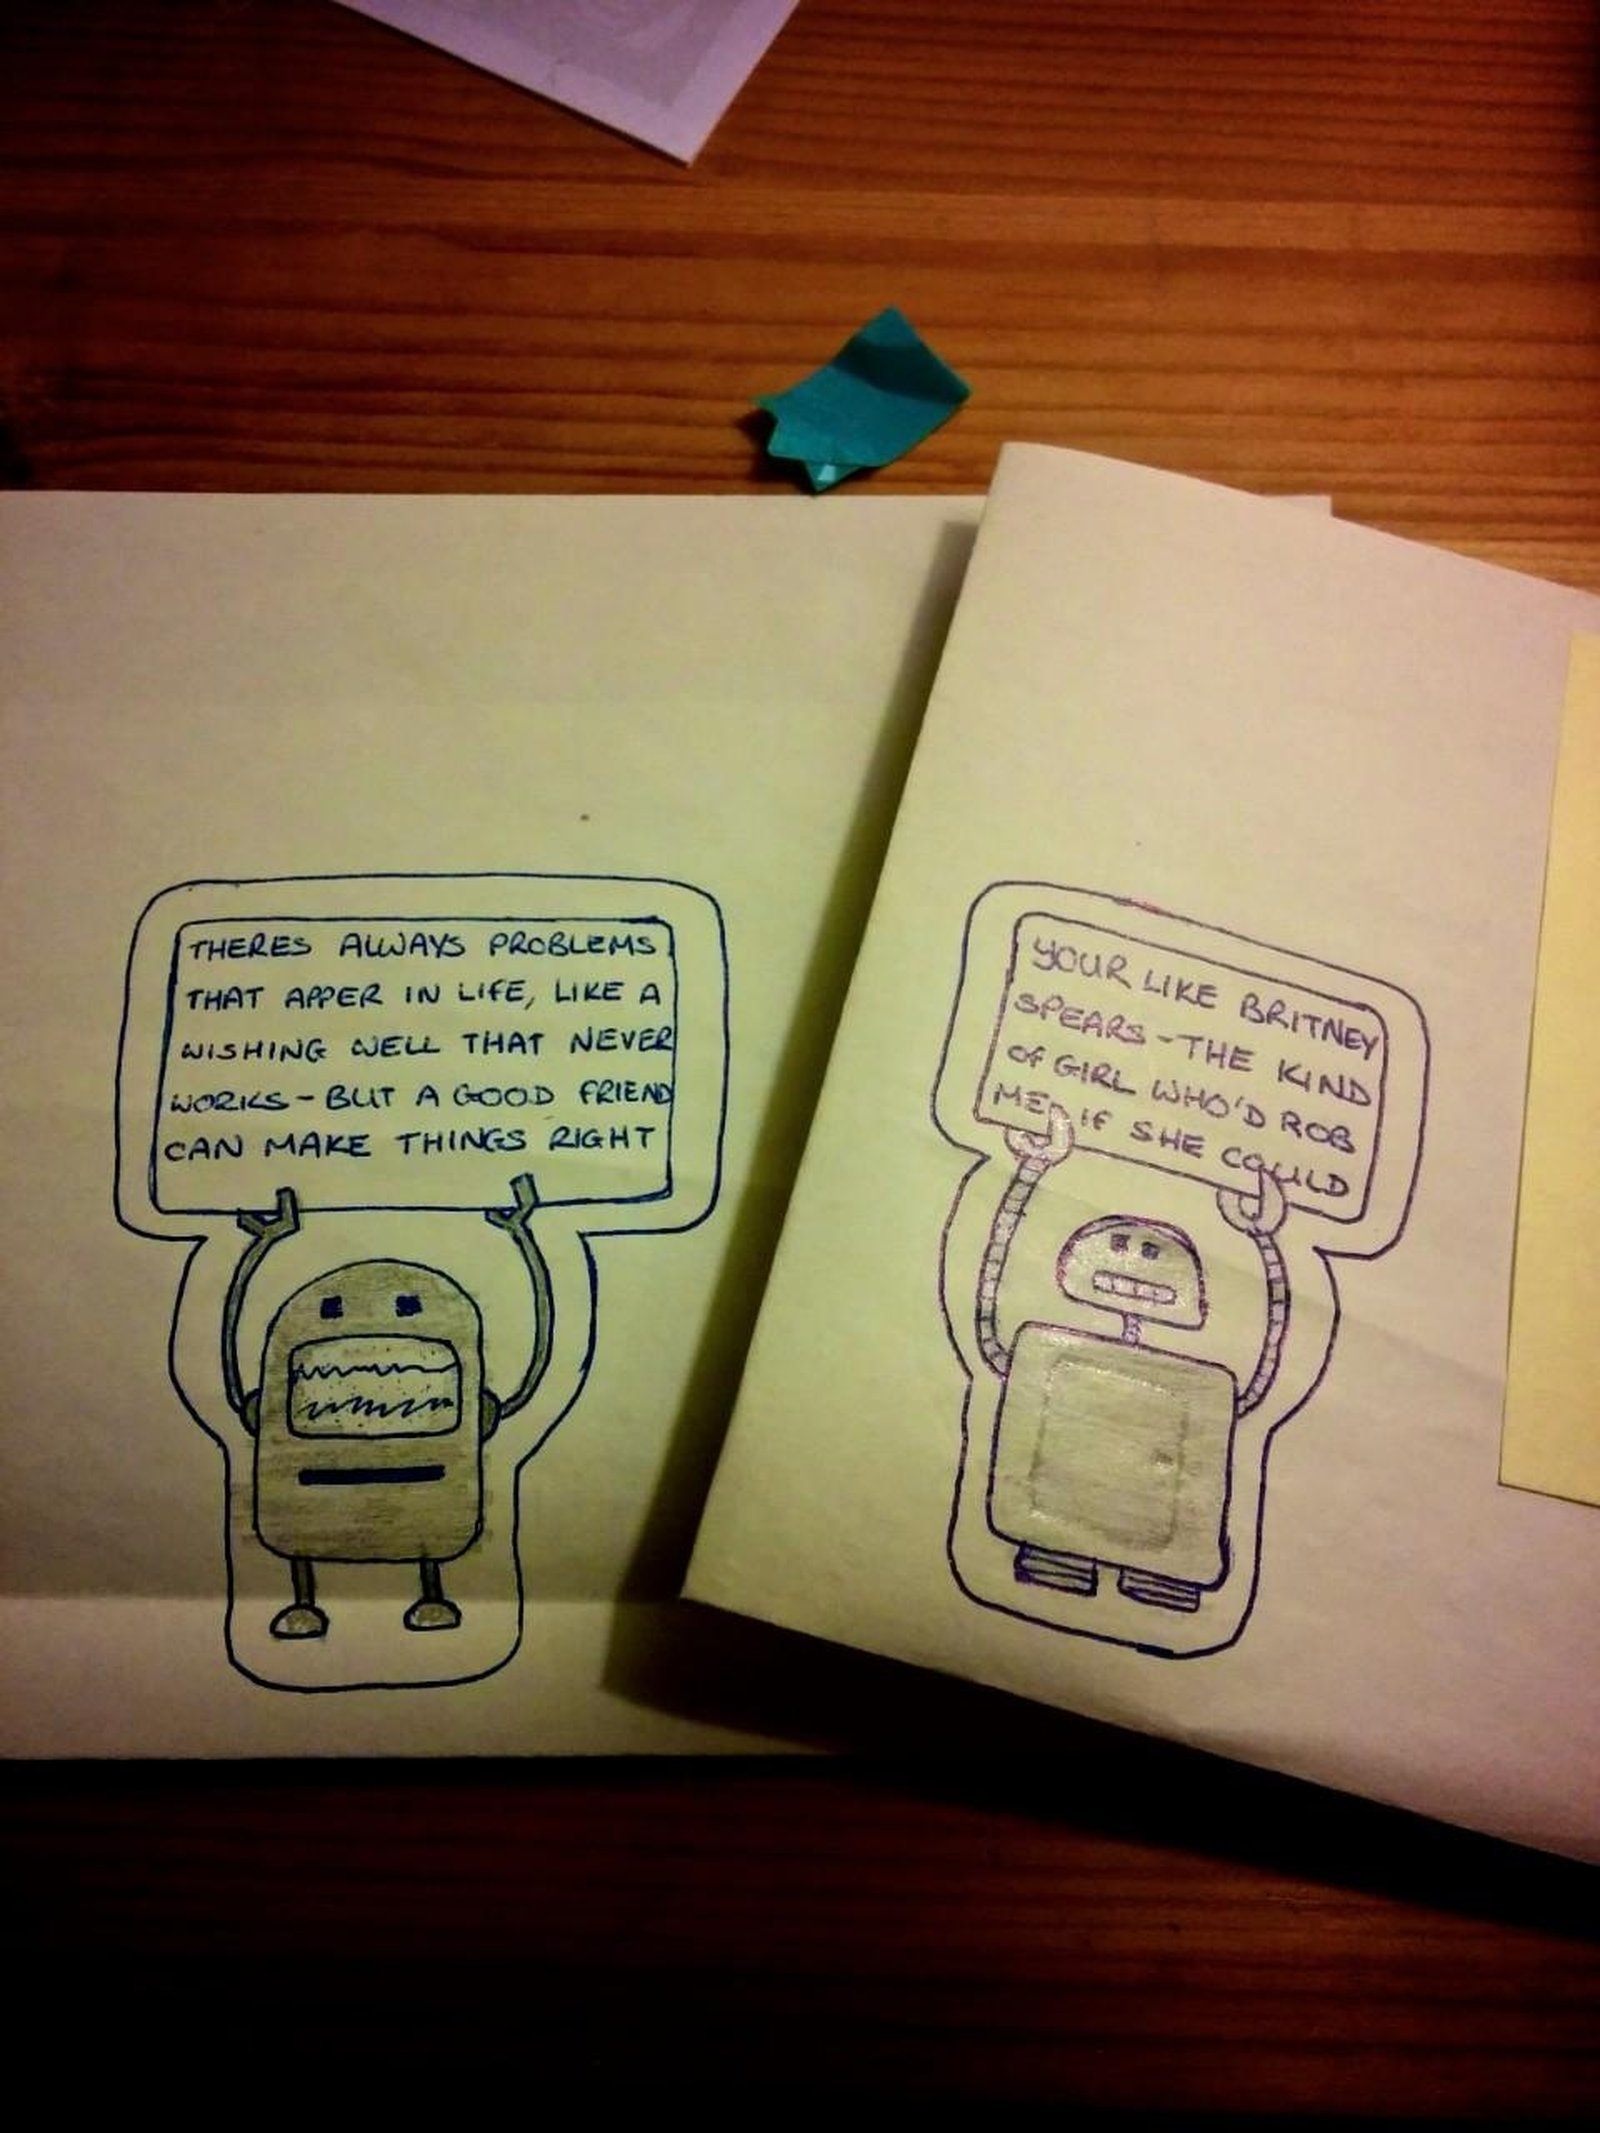 THERES ALWAYS PROBLEMS
THAT APPER IN LIFE, LIKE A
WISHING WELL THAT NEVER
WORKS - BUT A GOOD FRIEND
CAN MAKE THINGS RIGHT
YOUR LIKE BRITNEY
SPEARS - THE KIND
OF GIRL WHO'D ROB
ME, IF SHE COULD